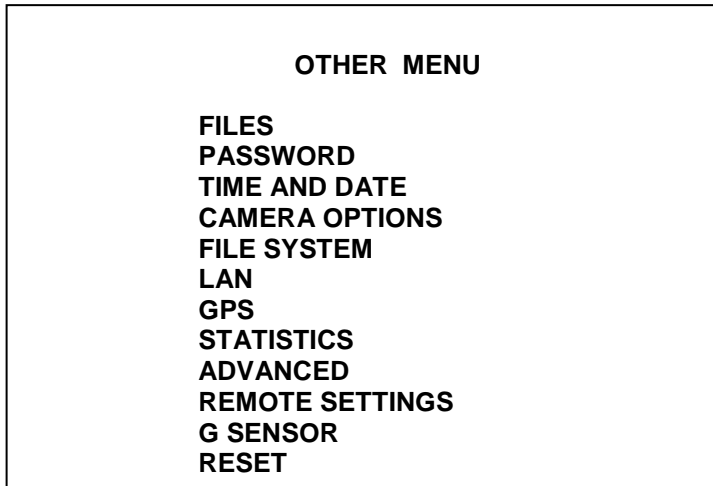 OTHER MENU
FILES
PASSWORD
TIME AND DATE
CAMERA OPTIONS
FILE SYSTEM
LAN
GPS
STATISTICS
ADVANCED
REMOTE SETTINGS
G SENSOR
RESET